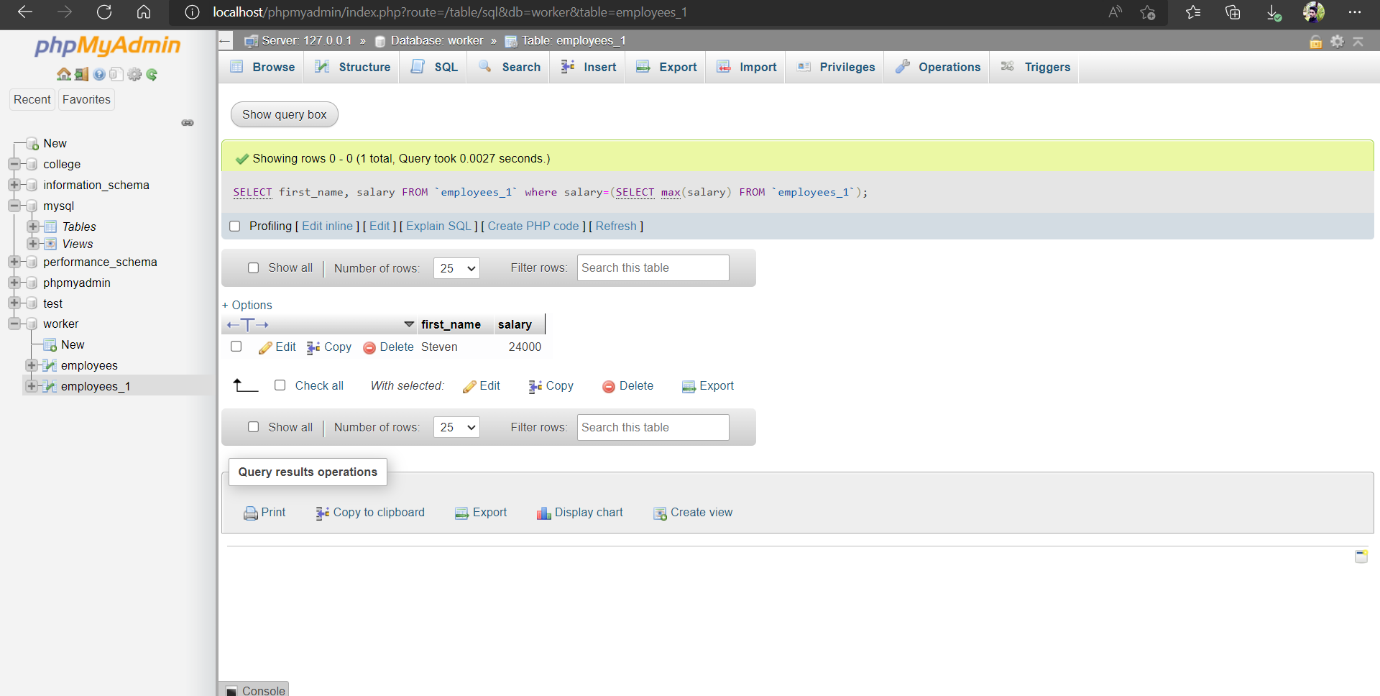 localhost/phpmyadmin/index.php?route=/table/sql&db=worker&table=employees_1
phpMyAdmin
Recent Favorites
New
college
information_schema
mysql
Tables
Views
performance_schema
phpmyadmin
test
worker
New
employees
employees_1
Server: 127.0.0.1 » Database: worker » Table: employees_1
Browse Structure SQL Search Insert Export Import Privileges Operations Triggers
Show query box
Showing rows 0 - 0 (1 total, Query took 0.0027 seconds.)
SELECT first_name, salary FROM `employees_1` where salary=(SELECT max(salary) FROM `employees_1`);
Profiling [ Edit inline ] [ Edit ] [ Explain SQL ] [ Create PHP code ] [ Refresh ]
Show all Number of rows: 25 Filter rows: Search this table
+ Options
←T→ first_name salary
Edit Copy Delete Steven 24000
Check all With selected: Edit Copy Delete Export
Show all Number of rows: 25 Filter rows: Search this table
Query results operations
Print Copy to clipboard Export Display chart Create view
Console